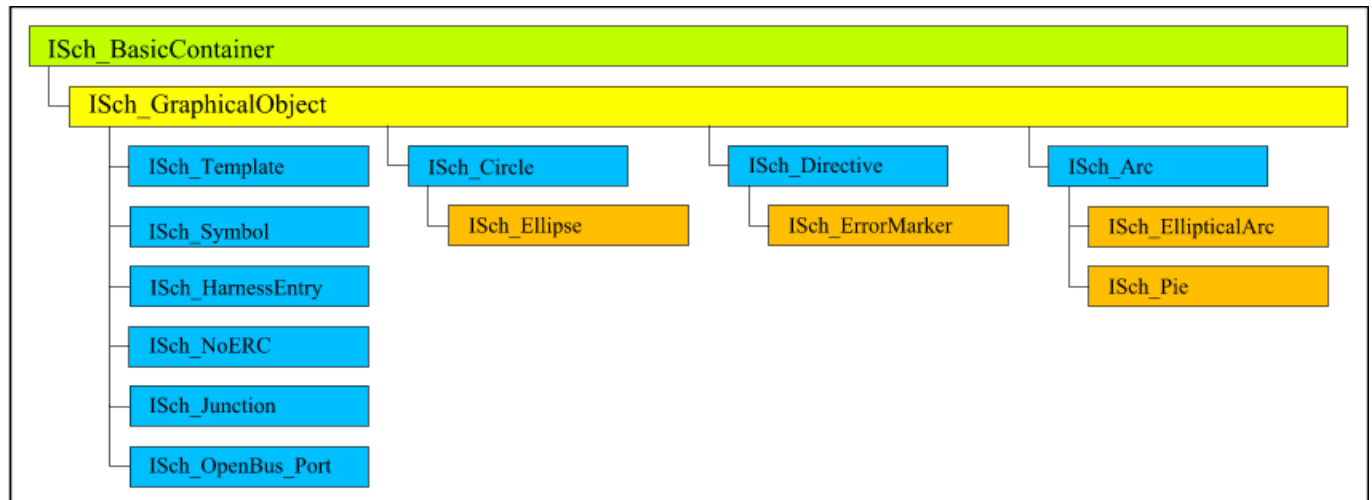 ISch_BasicContainer
ISch_GraphicalObject
ISch_Template
ISch_Symbol
ISch_HarnessEntry
ISch_NoERC
ISch_Junction
ISch_OpenBus_Port
ISch_Circle
ISch_Ellipse
ISch_Directive
ISch_ErrorMarker
ISch_Arc
ISch_EllipticalArc
ISch_Pie